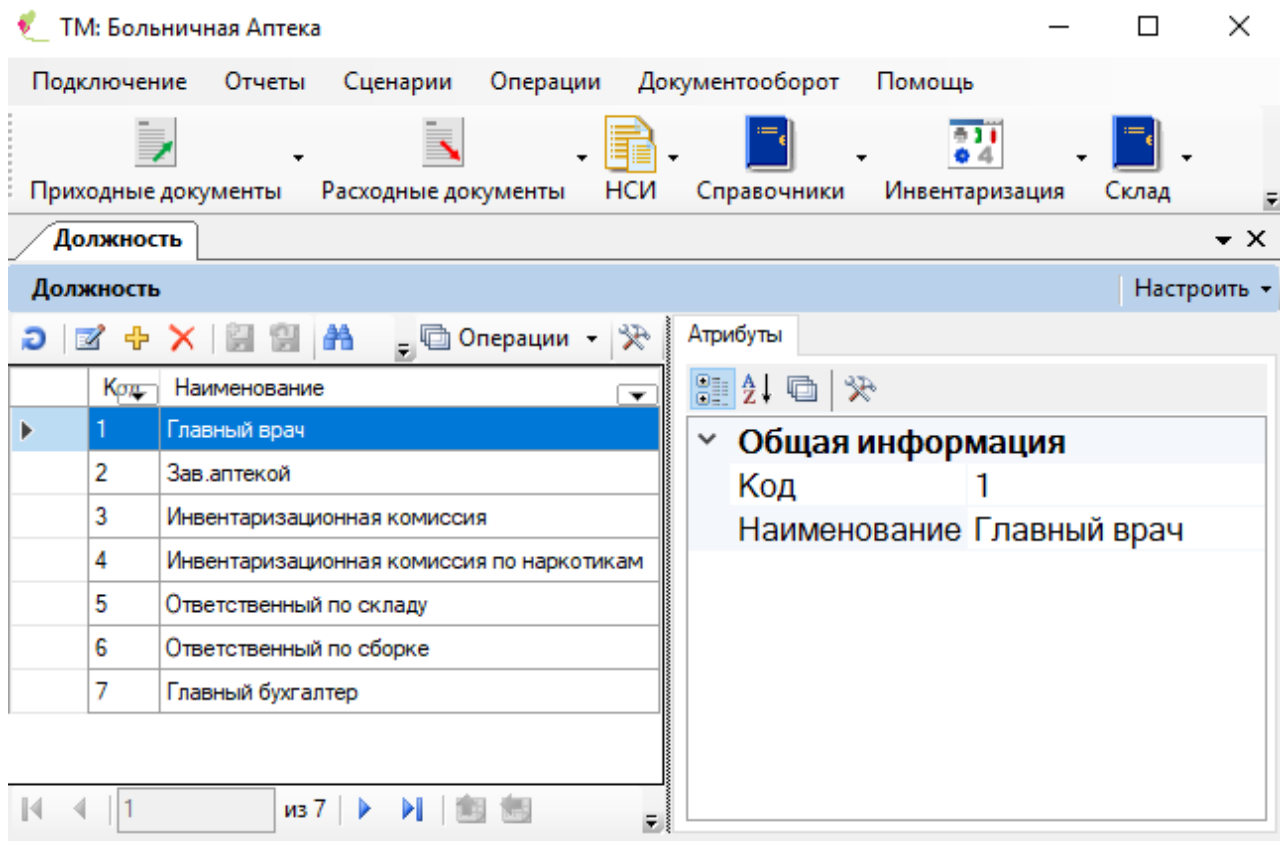 ТМ: Больничная Аптека
Подключение Отчеты Сценарии Операции Документооборот Помощь
Приходные документы Расходные документы НСИ Справочники Инвентаризация Склад
Должность
Должность Настроить
Операции Атрибуты
Код Наименование
1 Главный врач
2 Зав.аптекой
3 Инвентаризационная комиссия
4 Инвентаризационная комиссия по наркотикам
5 Ответственный по складу
6 Ответственный по сборке
7 Главный бухгалтер
1 из 7
Общая информация
Код 1
Наименование Главный врач